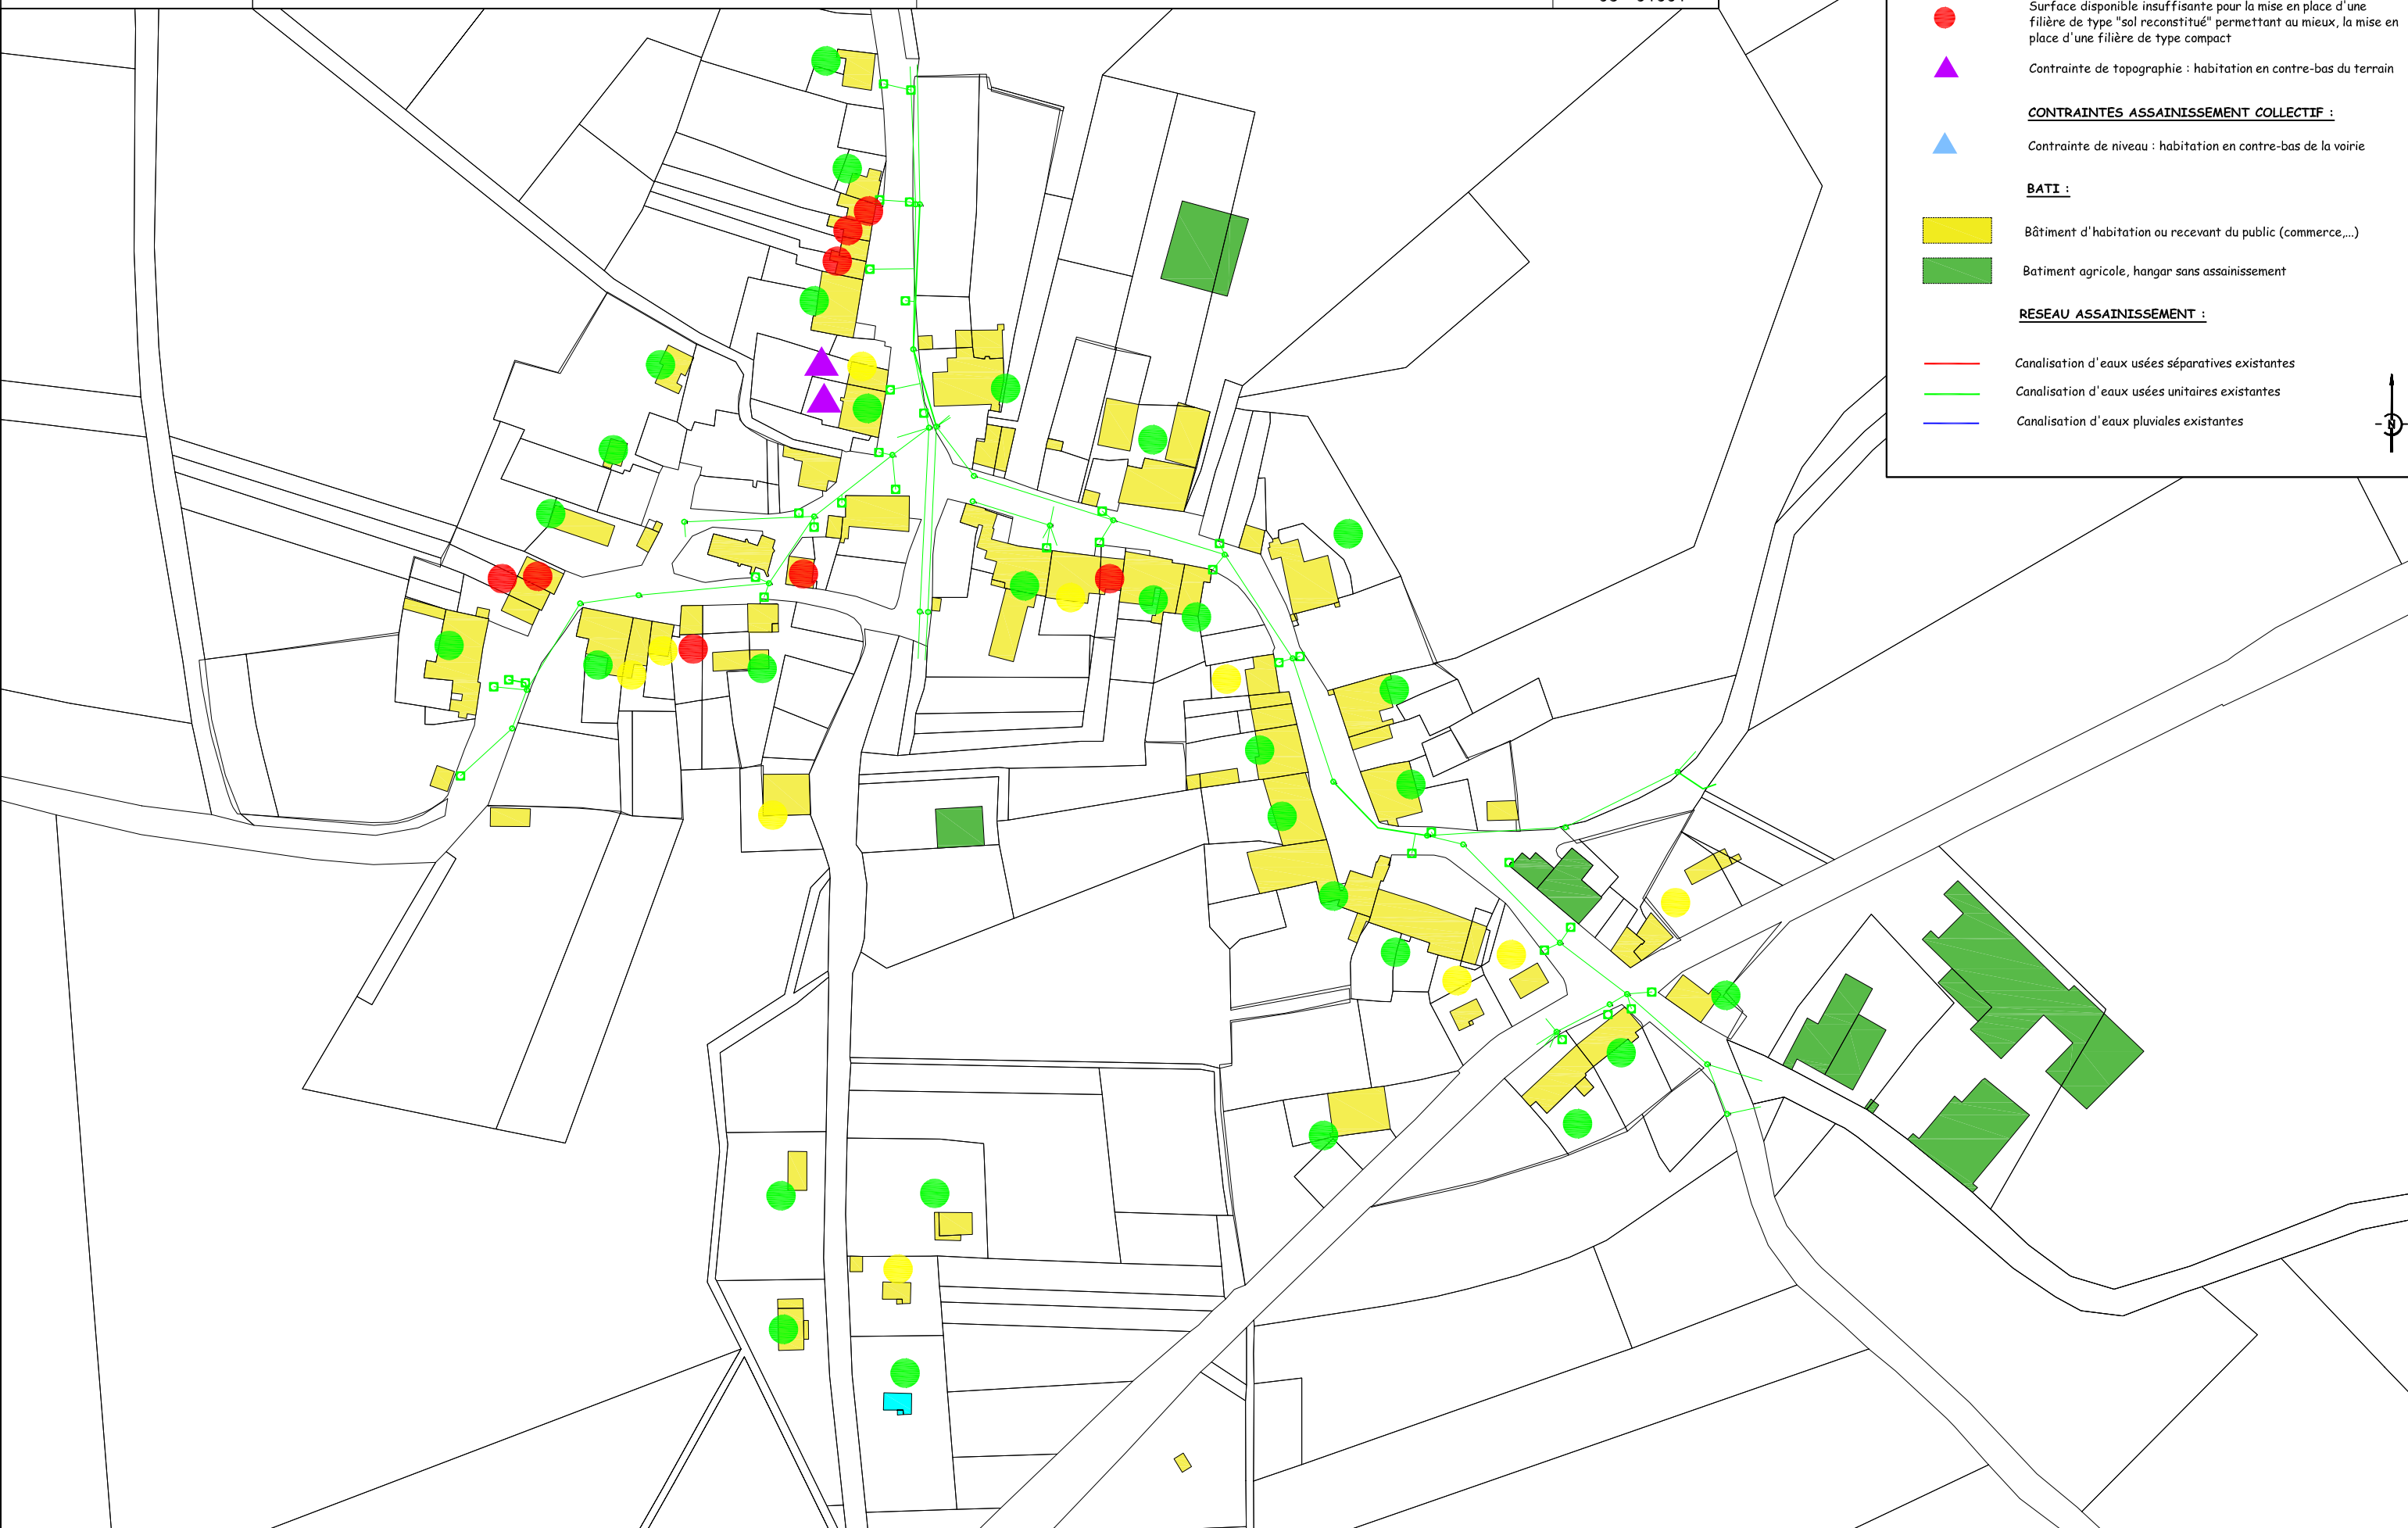 Surface disponible insuffisante pour la mise en place d'une
filière de type "sol reconstitué" permettant au mieux, la mise en
place d'une filière de type compact
Contrainte de topographie : habitation en contre-bas du terrain
CONTRAINTES ASSAINISSEMENT COLLECTIF :
Contrainte de niveau : habitation en contre-bas de la voirie
BATI :
Bâtiment d'habitation ou recevant du public (commerce,...)
Batiment agricole, hangar sans assainissement
RESEAU ASSAINISSEMENT :
Canalisation d'eaux usées séparatives existantes
Canalisation d'eaux usées unitaires existantes
Canalisation d'eaux pluviales existantes
N